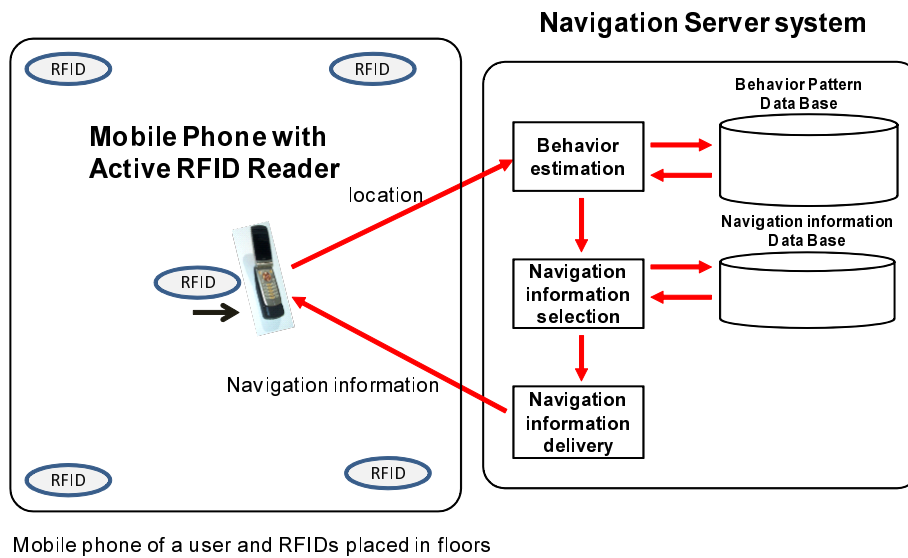 Navigation Server system
RFID
RFID
Mobile Phone with
Active RFID Reader
location
RFID
Navigation information
RFID
RFID
Behavior Pattern
Data Base
Behavior
estimation
Navigation information
Data Base
Navigation
information
selection
Navigation
information
delivery
Mobile phone of a user and RFIDs placed in floors